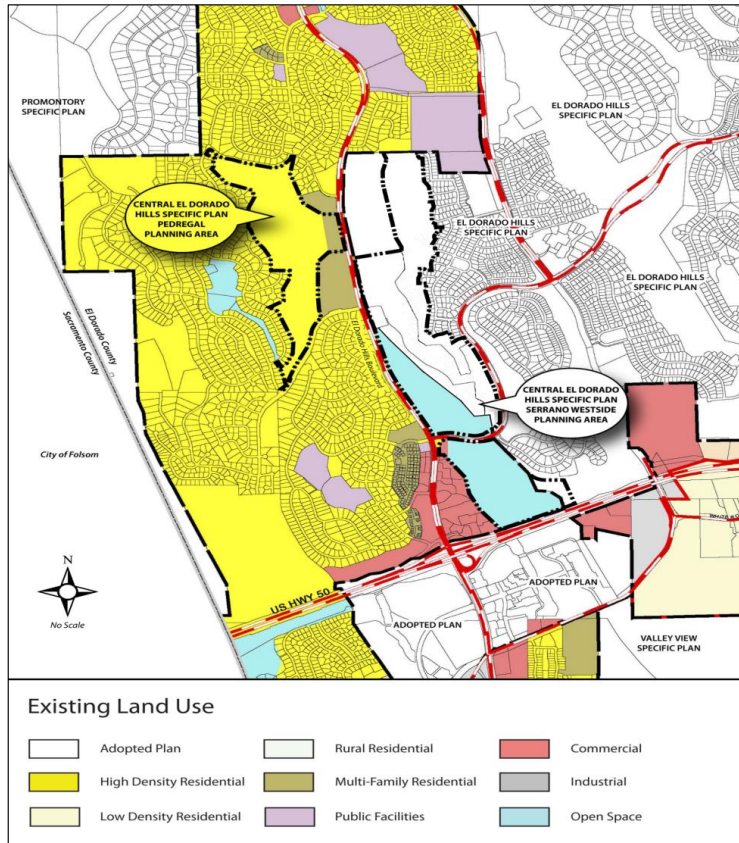 PROMONTORY
SPECIFIC PLAN
EL DORADO HILLS
SPECIFIC PLAN
CENTRAL EL DORADO
HILLS SPECIFIC PLAN
PEDREGAL
PLANNING AREA
EL DORADO HILLS
SPECIFIC PLAN
EL DORADO HILLS
SPECIFIC PLAN
El Dorado County
Sacramento County
El Dorado Hills Boulevard
CENTRAL EL DORADO
HILLS SPECIFIC PLAN
SERRANO WESTSIDE
PLANNING AREA
City of Folsom
N
No Scale
US HWY 50
ADOPTED PLAN
ADOPTED PLAN
VALLEY VIEW
SPECIFIC PLAN
Existing Land Use
Adopted Plan
Rural Residential
Commercial
High Density Residential
Multi-Family Residential
Industrial
Low Density Residential
Public Facilities
Open Space